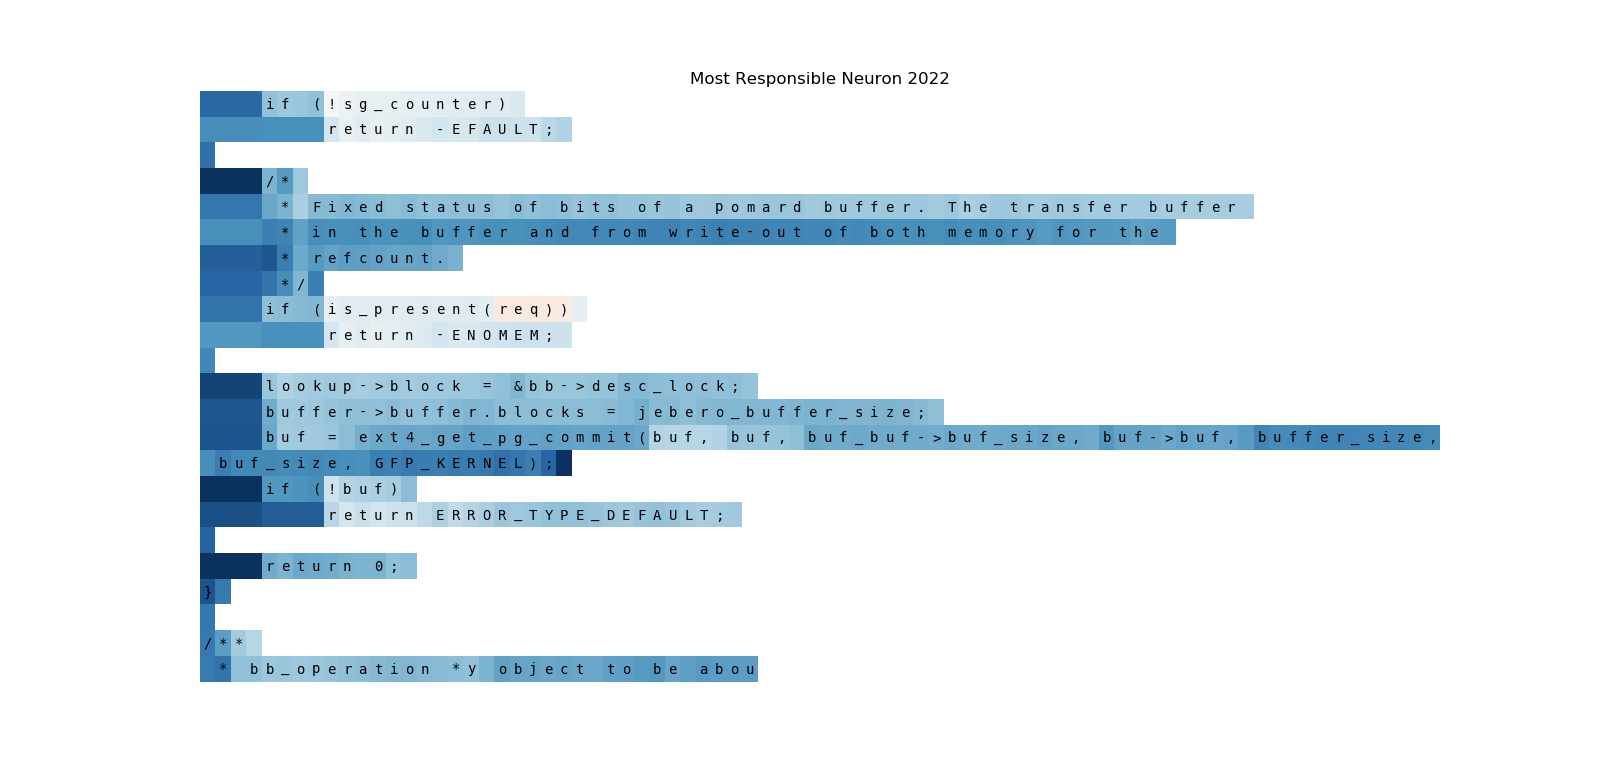 Most Responsible Neuron 2022
if (!sg_counter)
return -EFAULT;
/*
* Fixed status of bits of a pomard buffer. The transfer buffer
* in the buffer and from write-out of both memory for the
* refcount.
*/
if (is_present(req))
return -ENOMEM;
lookup->block = &bb->desc_lock;
buffer->buffer.blocks = jebero_buffer_size;
buf = ext4_get_pg_commit(buf, buf, buf_buf->buf_size, buf->buf, buffer_size,
buf_size, GFP_KERNEL);
if (!buf)
return ERROR_TYPE_DEFAULT;
return 0;
}
/**
* bb_operation *y object to be abou